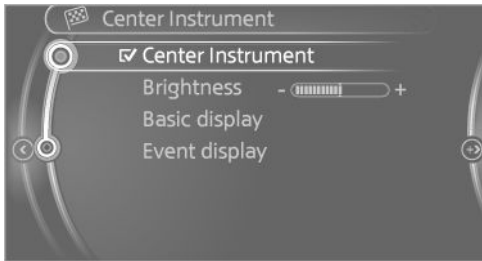 Center Instrument
Center Instrument
Brightness - +
Basic display
Event display